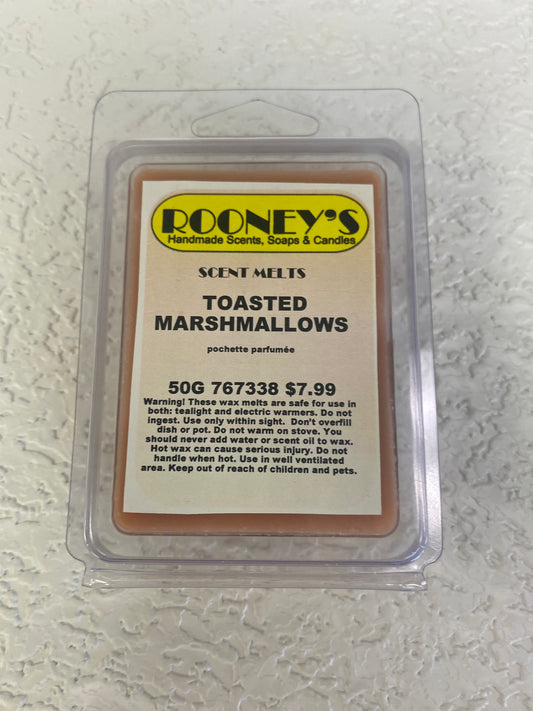 ROONEY'S
Handmade Scents, Soaps & Candles
SCENT MELTS
TOASTED
MARSHMALLOWS
pochette parfumée
50G 767338 $7.99
Warning! These wax melts are safe for use in
both: tealight and electric warmers. Do not
ingest. Use only within sight. Don't overfill
dish or pot. Do not warm on stove. You
should never add water or scent oil to wax.
Hot wax can cause serious injury. Do not
handle when hot. Use in well ventilated
area. Keep out of reach of children and pets.